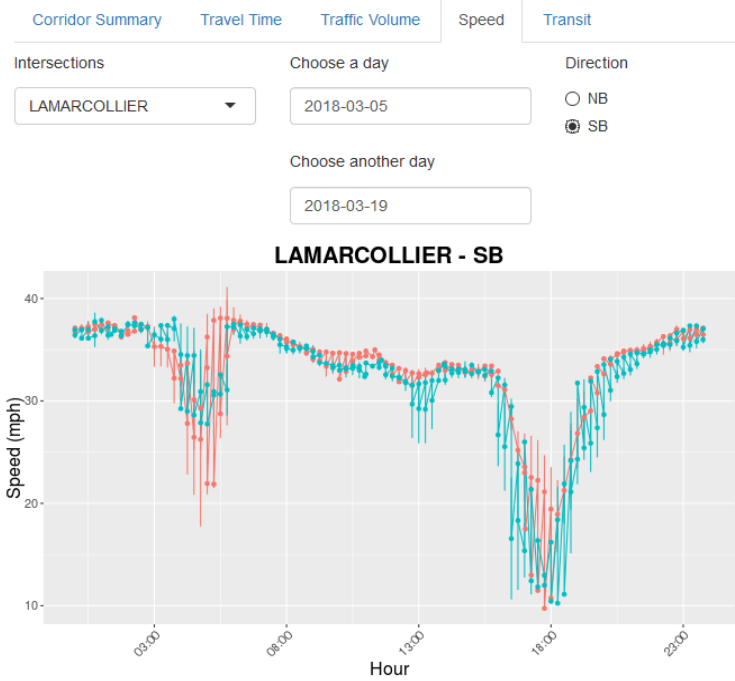 Corridor Summary Travel Time Traffic Volume Speed Transit
Intersections Choose a day Direction
LAMARCOLLIER 2018-03-05 NB
SB
Choose another day
2018-03-19
LAMARCOLLIER - SB
40
30
20
10
Speed (mph)
03:00 08:00 13:00 18:00 23:00
Hour